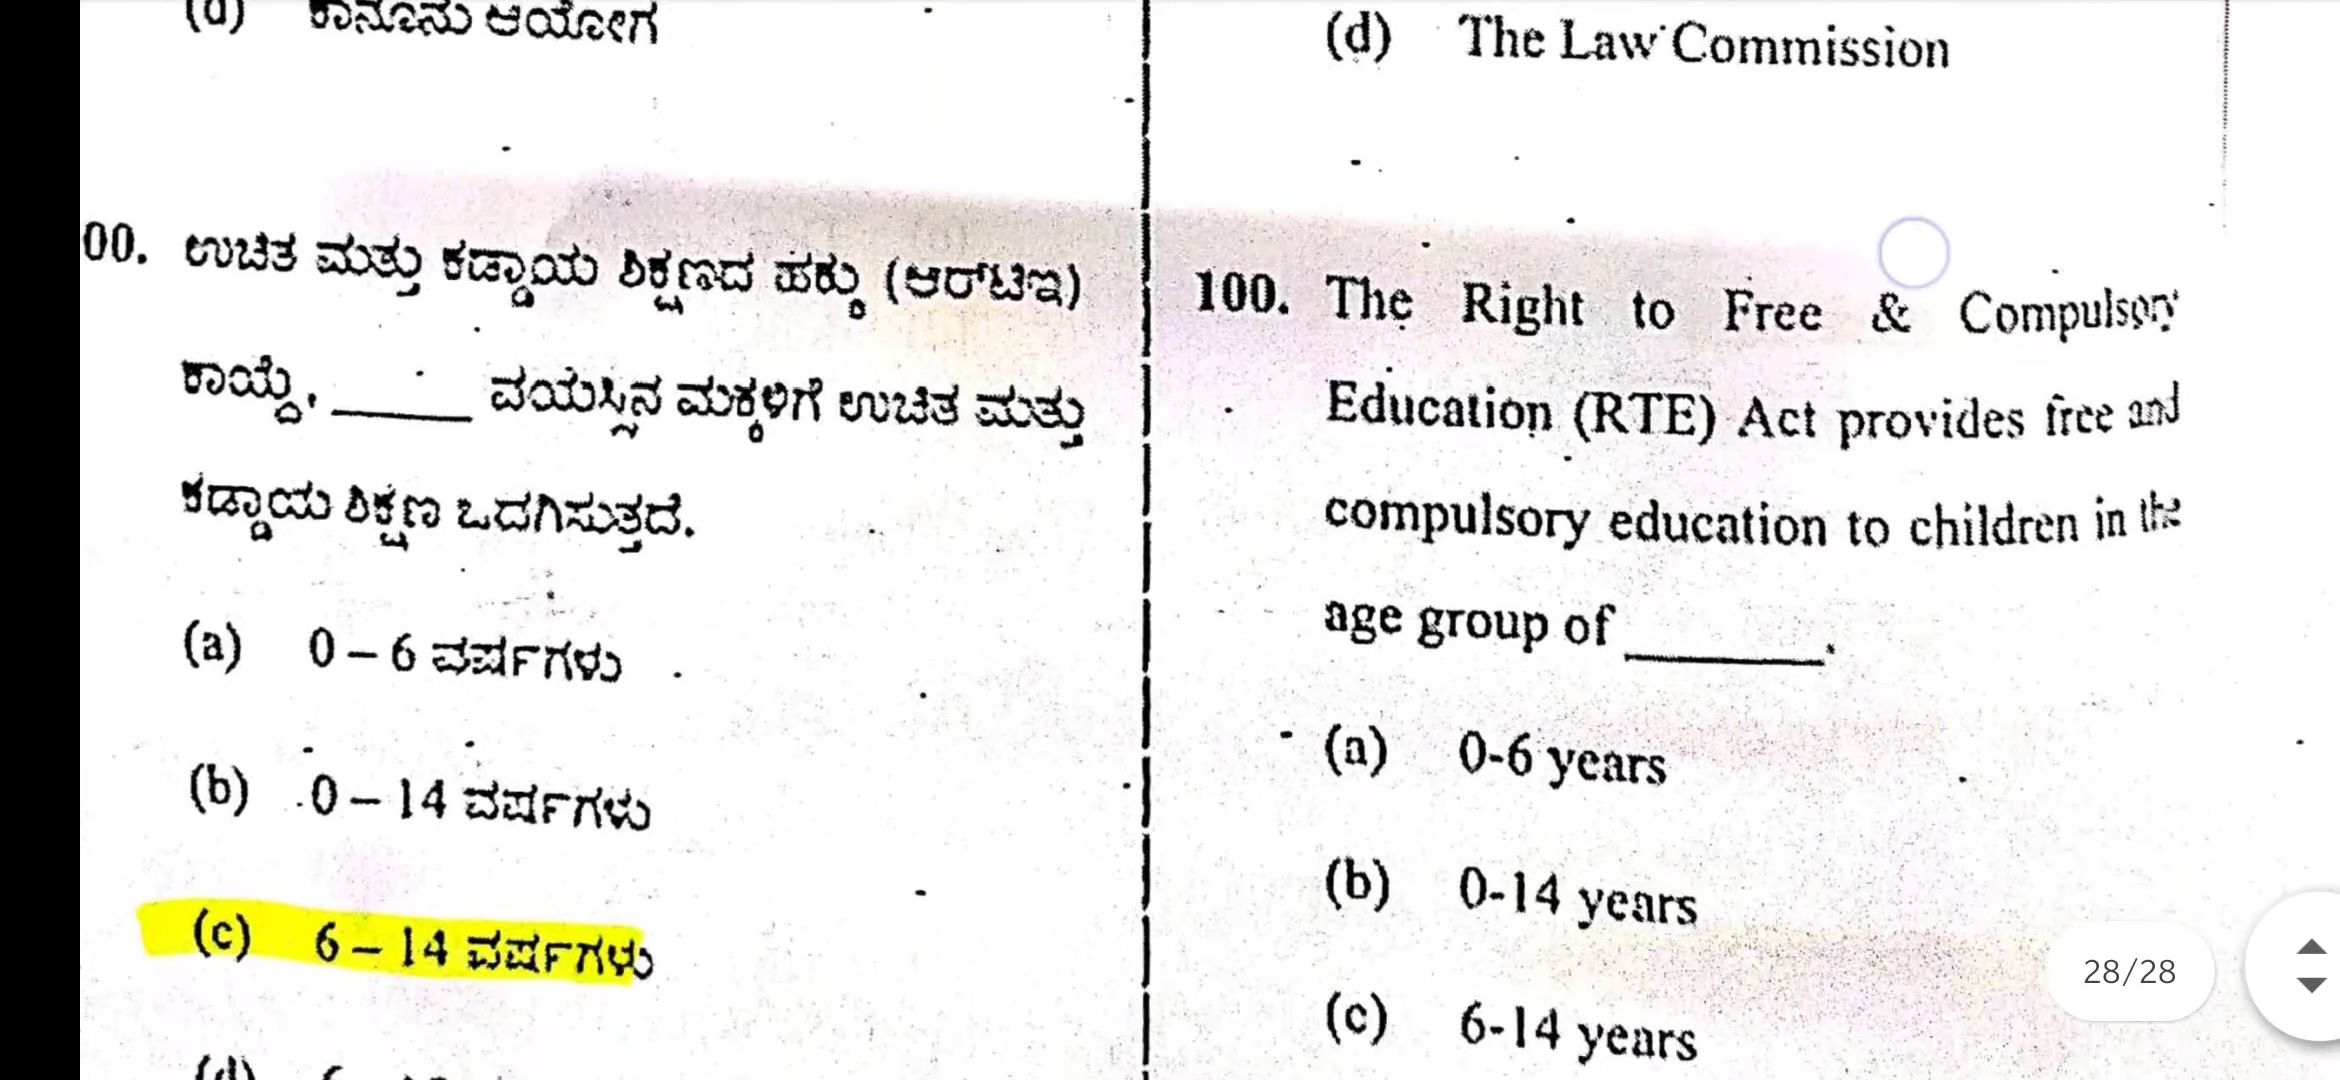 (d) ಕಾನೂನು ಆಯೋಗ
00. ಉಚಿತ ಮತ್ತು ಕಡ್ಡಾಯ ಶಿಕ್ಷಣದ ಹಕ್ಕು (ಆರ್‌ಟಿಇ)
ಕಾಯ್ದೆ, ______ ವಯಸ್ಸಿನ ಮಕ್ಕಳಿಗೆ ಉಚಿತ ಮತ್ತು
ಕಡ್ಡಾಯ ಶಿಕ್ಷಣ ಒದಗಿಸುತ್ತದೆ.
(a) 0 – 6 ವರ್ಷಗಳು
(b) 0 – 14 ವರ್ಷಗಳು
(c) 6 – 14 ವರ್ಷಗಳು
(d)
(d) The Law Commission
100. The Right to Free & Compulsory
Education (RTE) Act provides free and
compulsory education to children in the
age group of ________.
(a) 0-6 years
(b) 0-14 years
(c) 6-14 years
28/28